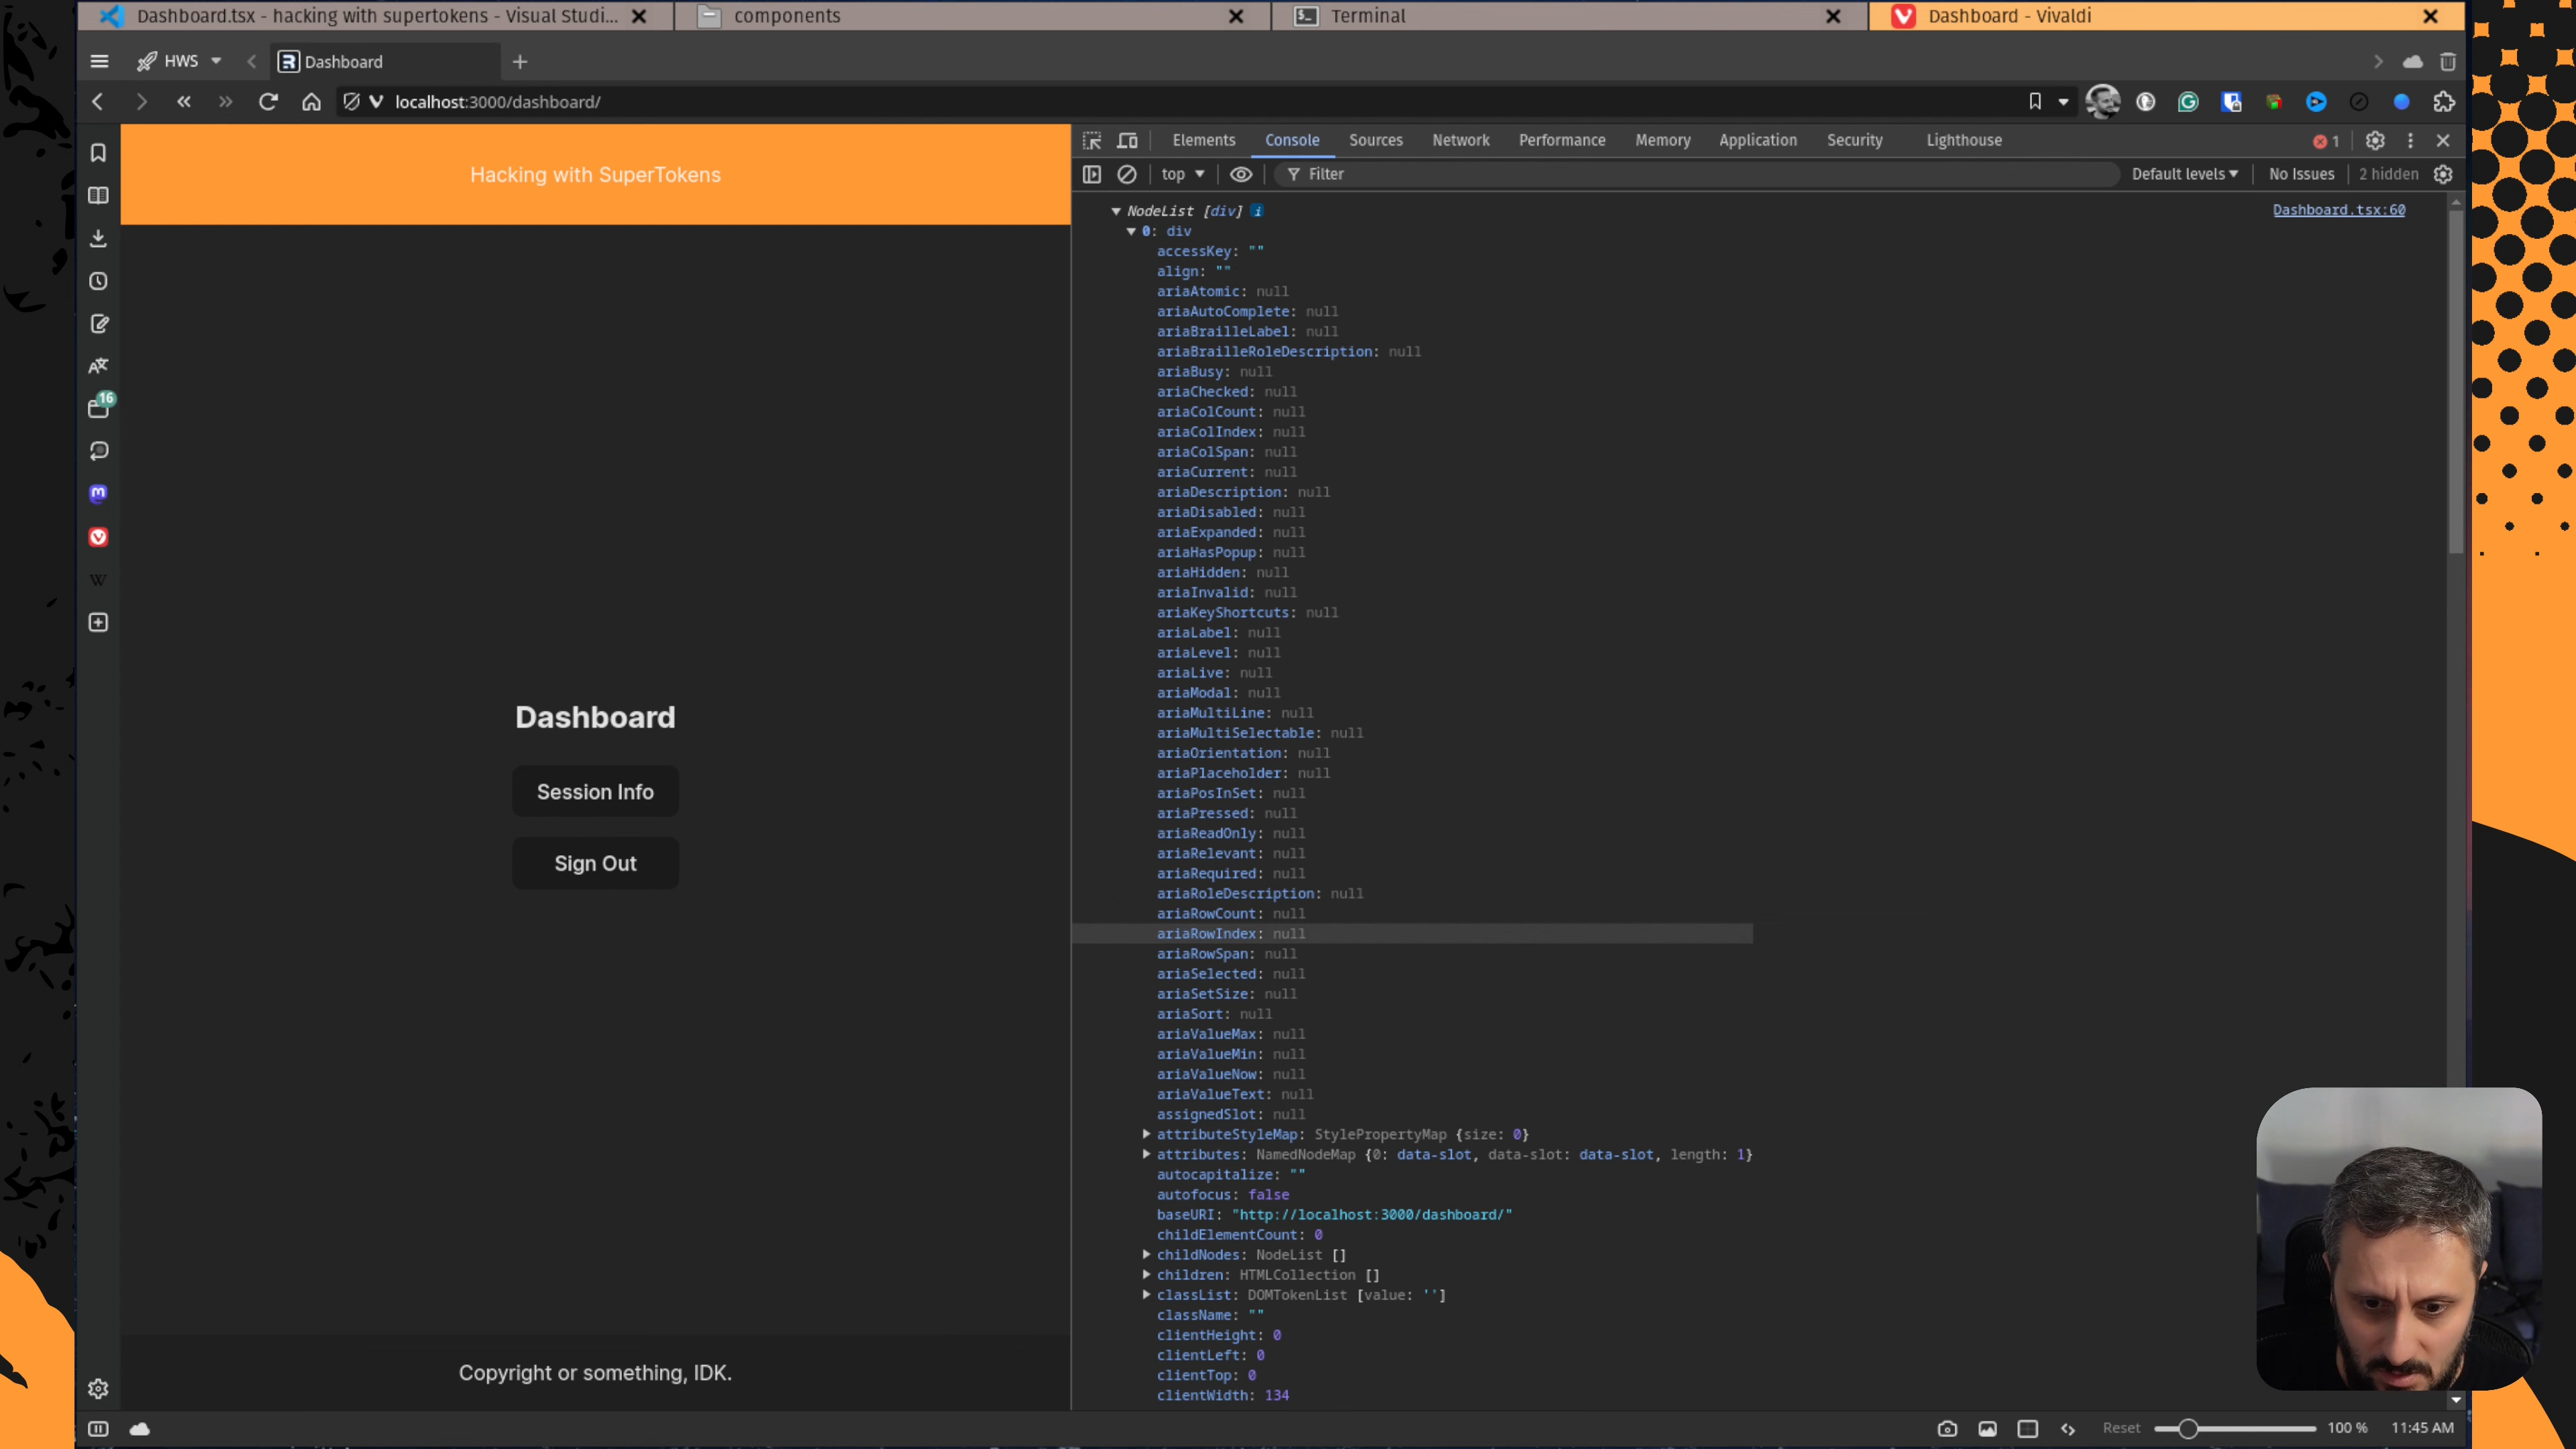 Dashboard.tsx - hacking with supertokens - Visual Studi...
components
Terminal
Dashboard - Vivaldi
HWS
Dashboard
localhost:3000/dashboard/
Hacking with SuperTokens
Dashboard
Session Info
Sign Out
Copyright or something, IDK.
16
Elements Console Sources Network Performance Memory Application Security Lighthouse
1
top
Filter
Default levels
No Issues
2 hidden
NodeList [div] i
Dashboard.tsx:60
0: div
accessKey: ""
align: ""
ariaAtomic: null
ariaAutoComplete: null
ariaBrailleLabel: null
ariaBrailleRoleDescription: null
ariaBusy: null
ariaChecked: null
ariaColCount: null
ariaColIndex: null
ariaColSpan: null
ariaCurrent: null
ariaDescription: null
ariaDisabled: null
ariaExpanded: null
ariaHasPopup: null
ariaHidden: null
ariaInvalid: null
ariaKeyShortcuts: null
ariaLabel: null
ariaLevel: null
ariaLive: null
ariaModal: null
ariaMultiLine: null
ariaMultiSelectable: null
ariaOrientation: null
ariaPlaceholder: null
ariaPosInSet: null
ariaPressed: null
ariaReadOnly: null
ariaRelevant: null
ariaRequired: null
ariaRoleDescription: null
ariaRowCount: null
ariaRowIndex: null
ariaRowSpan: null
ariaSelected: null
ariaSetSize: null
ariaSort: null
ariaValueMax: null
ariaValueMin: null
ariaValueNow: null
ariaValueText: null
assignedSlot: null
attributeStyleMap: StylePropertyMap {size: 0}
attributes: NamedNodeMap {0: data-slot, data-slot: data-slot, length: 1}
autocapitalize: ""
autofocus: false
baseURI: "http://localhost:3000/dashboard/"
childElementCount: 0
childNodes: NodeList []
children: HTMLCollection []
classList: DOMTokenList [value: '']
className: ""
clientHeight: 0
clientLeft: 0
clientTop: 0
clientWidth: 134
Reset
100 %
11:45 AM